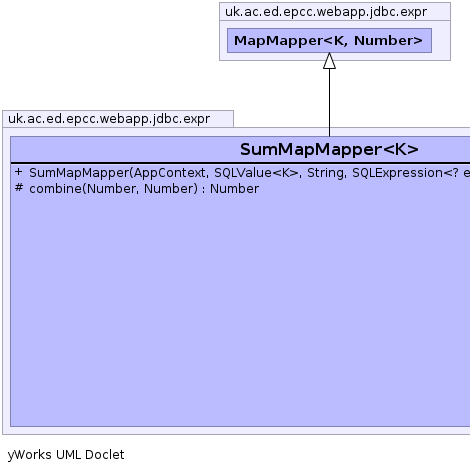 uk.ac.ed.epcc.webapp.jdbc.expr
MapMapper<K, Number>
uk.ac.ed.epcc.webapp.jdbc.expr
SumMapMapper<K>
+ SumMapMapper(AppContext, SQLValue<K>, String, SQLExpression<? e
# combine(Number, Number) : Number
yWorks UML Doclet